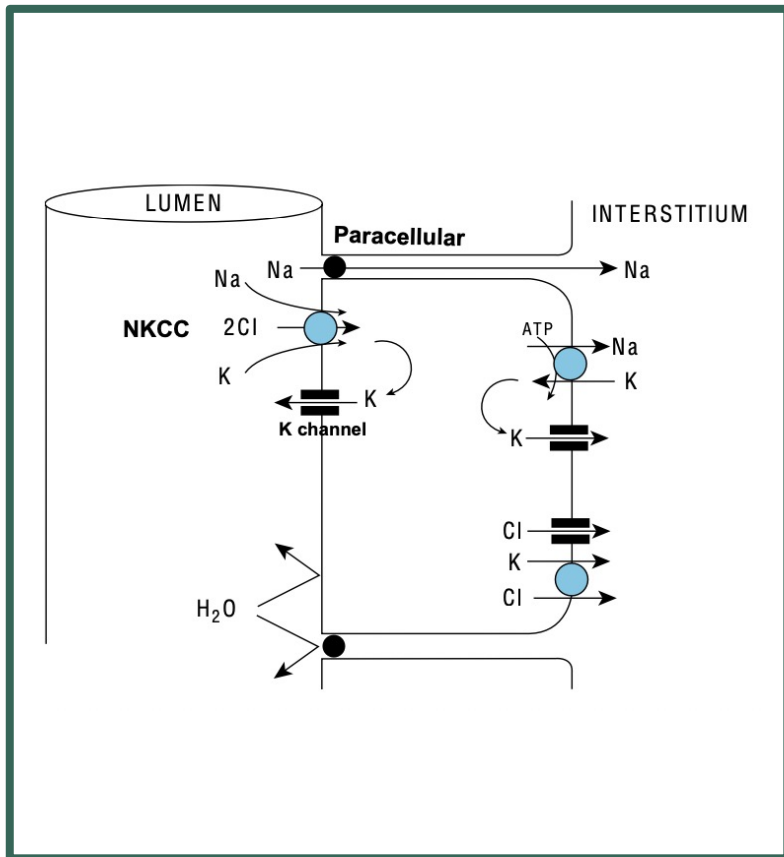 LUMEN
INTERSTITIUM
Paracellular
Na
Na
Na
NKCC 2Cl
K
K
K channel
ATP
Na
K
K
Cl
K
Cl
H₂O